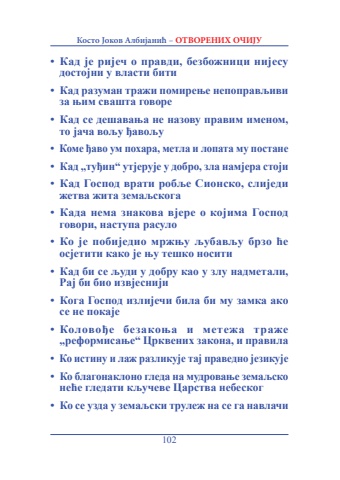 Косто Јоков Албијанић – ОТВОРЕНИХ ОЧИЈУ
• Кад је ријеч о правди, безбожници нијесу
достојни у власти бити
• Кад разуман тражи помирење непоправљиви
за њим свашта говоре
• Кад се дешавања не назову правим именом,
то јача вољу ђавољу
• Коме ђаво ум похара, метла и лопата му постане
• Кад „туђин“ утјерује у добро, зла намјера стоји
• Кад Господ врати робље Сионско, слиједи
жетва жита земаљскога
• Када нема знакова вјере о којима Господ
говори, наступа расуло
• Ко је побиједио мржњу љубављу брзо ће
осјетити како је њу тешко носити
• Кад би се људи у добру као у злу надметали,
Рај би био извјеснији
• Кога Господ излијечи била би му замка ако
се не покаје
• Коловође безакоња и метежа траже
„реформисање“ Црквених закона, и правила
• Ко истину и лаж разликује тај праведно језикује
• Ко благонаклоно гледа на мудровање земаљско
неће гледати кључеве Царства небеског
• Ко се узда у земаљски трулеж на се га навлачи
102